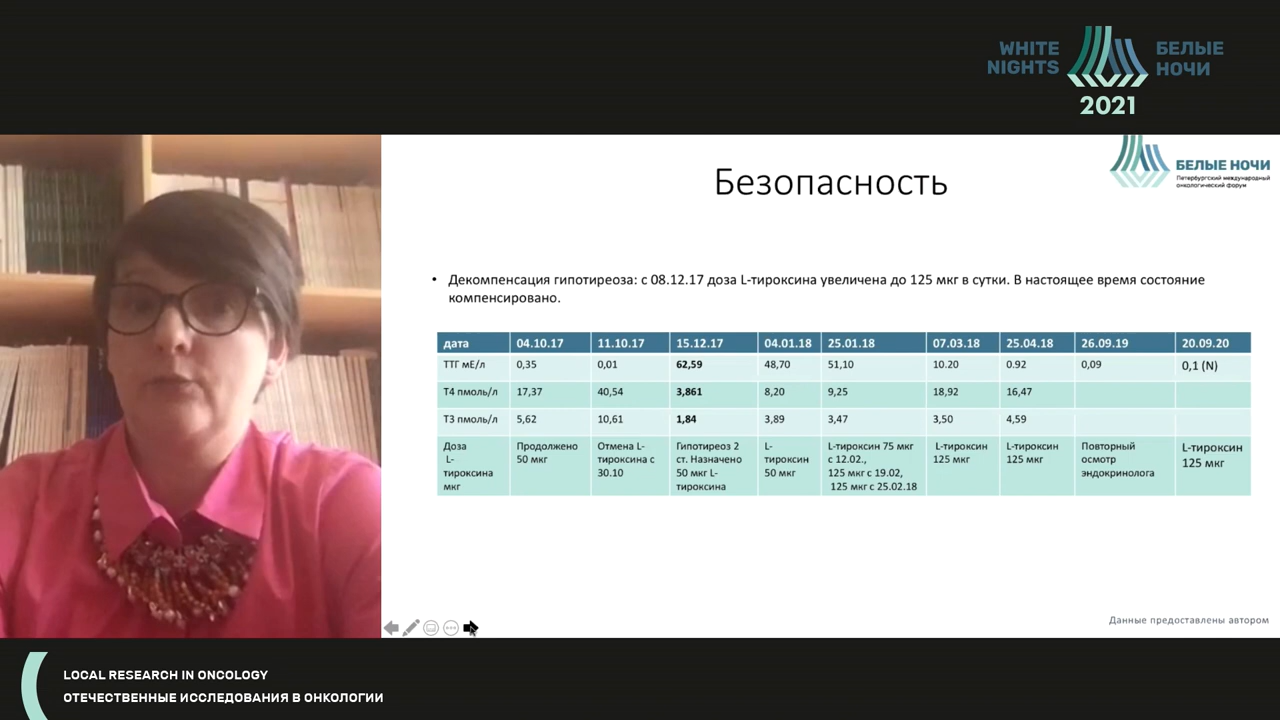 WHITE NIGHTS
БЕЛЫЕ НОЧИ
2021
БЕЛЫЕ НОЧИ
Петербургский международный
онкологический форум
Безопасность
• Декомпенсация гипотиреоза: с 08.12.17 доза L-тироксина увеличена до 125 мкг в сутки. В настоящее время состояние
компенсировано.
дата 04.10.17 11.10.17 15.12.17 04.01.18 25.01.18 07.03.18 25.04.18 26.09.19 20.09.20
ТТГ мЕ/л 0,35 0,01 62,59 48,70 51,10 10.20 0.92 0,09 0,1 (N)
Т4 пмоль/л 17,37 40,54 3,861 8,20 9,25 18,92 16,47
Т3 пмоль/л 5,62 10,61 1,84 3,89 3,47 3,50 4,59
Доза L-тироксина мкг Продолжено 50 мкг Отмена L-тироксина с 30.10 Гипотиреоз 2 ст. Назначено 50 мкг L-тироксина L-тироксин 50 мкг L-тироксин 75 мкг с 12.02., 125 мкг с 19.02, 125 мкг с 25.02.18 L-тироксин 125 мкг L-тироксин 125 мкг Повторный осмотр эндокринолога L-тироксин 125 мкг
Данные предоставлены автором
LOCAL RESEARCH IN ONCOLOGY
ОТЕЧЕСТВЕННЫЕ ИССЛЕДОВАНИЯ В ОНКОЛОГИИ